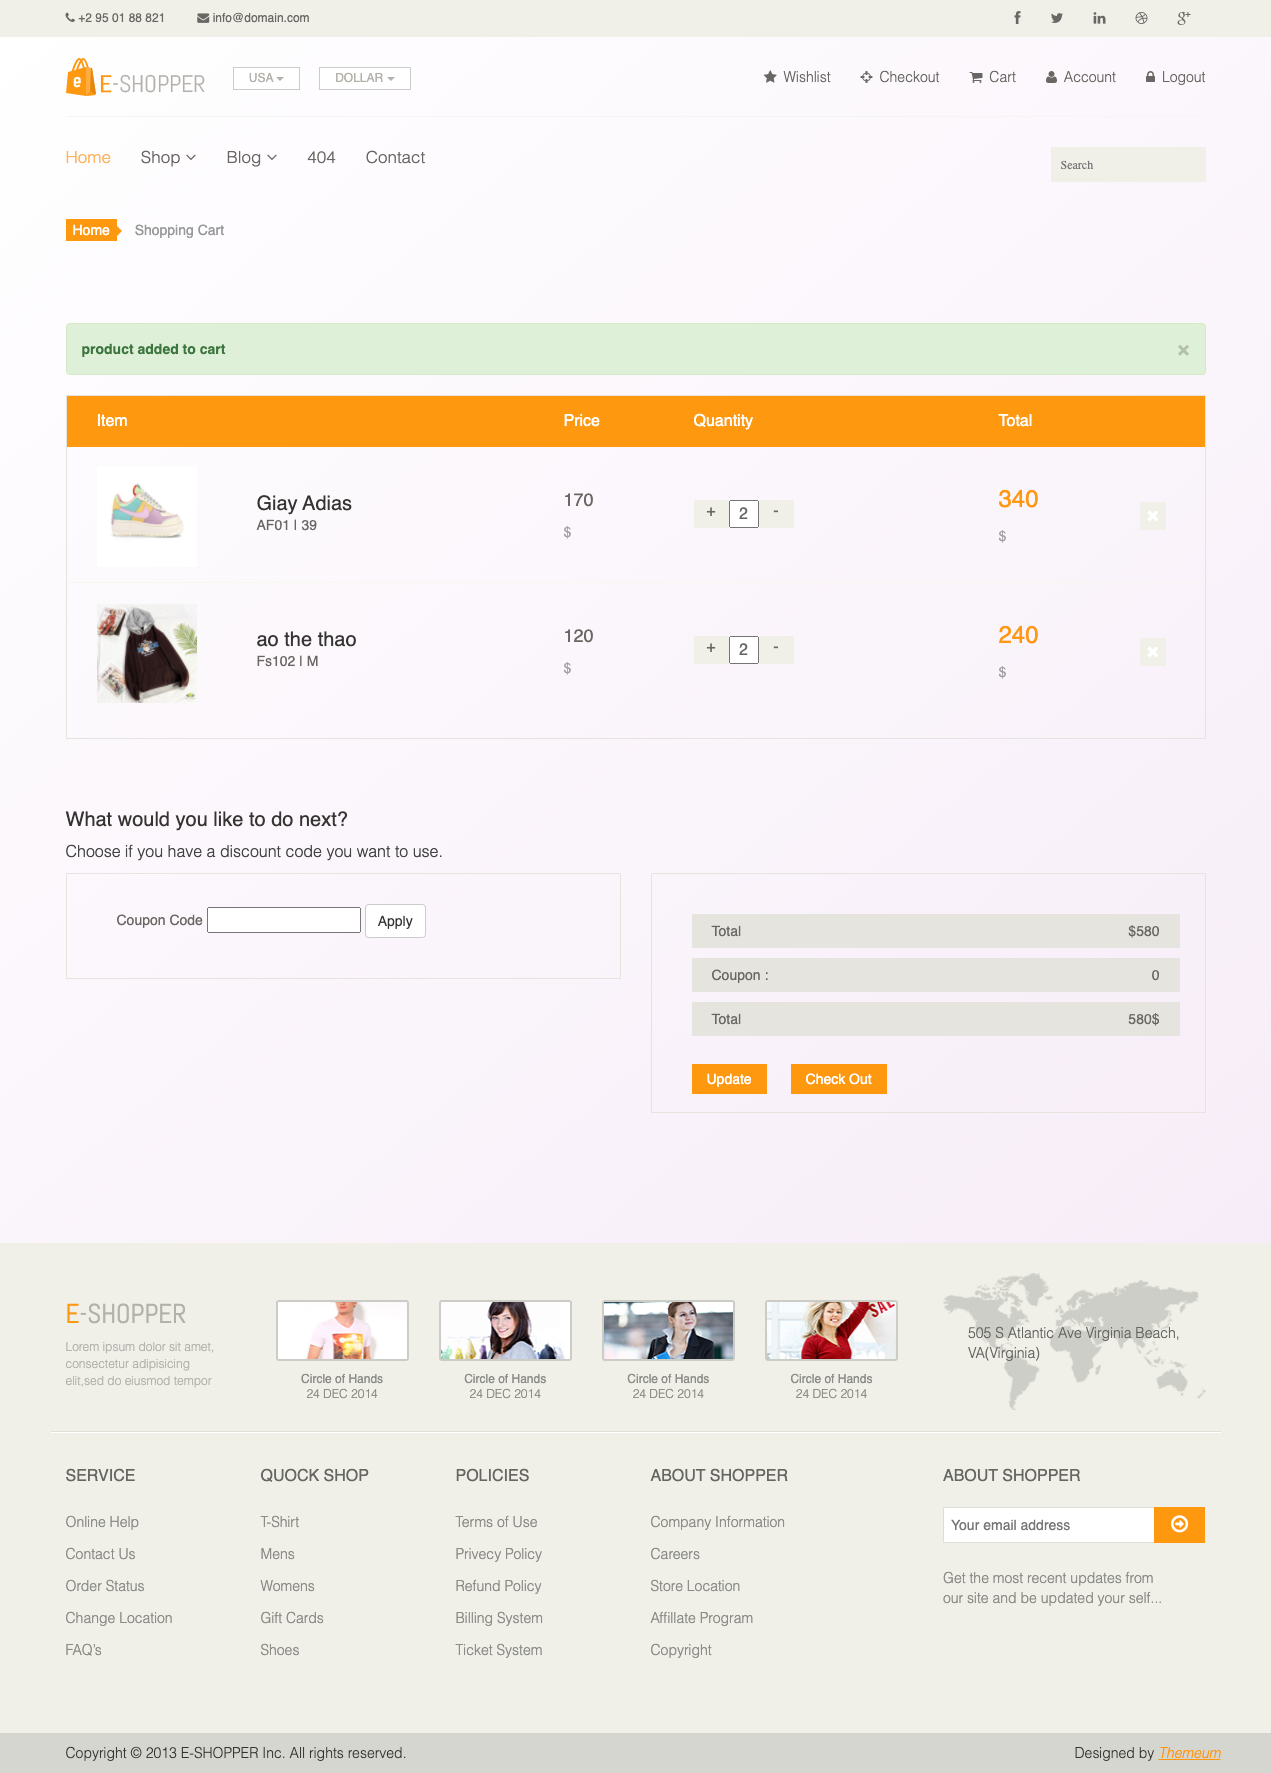 +2 95 01 88 821 info@domain.com
E-SHOPPER USA DOLLAR Wishlist Checkout Cart Account Logout
Home Shop Blog 404 Contact Search
Home Shopping Cart
product added to cart ×
Item Price Quantity Total
Giay Adias
AF01 | 39
170
$
+ 2 -
340
$
ao the thao
Fs102 | M
120
$
+ 2 -
240
$
What would you like to do next?
Choose if you have a discount code you want to use.
Coupon Code Apply
Total $580
Coupon : 0
Total 580$
Update Check Out
E-SHOPPER
Lorem ipsum dolor sit amet,
consectetur adipisicing
elit,sed do eiusmod tempor
Circle of Hands
24 DEC 2014
Circle of Hands
24 DEC 2014
Circle of Hands
24 DEC 2014
SALE
Circle of Hands
24 DEC 2014
505 S Atlantic Ave Virginia Beach,
VA(Virginia)
SERVICE
Online Help
Contact Us
Order Status
Change Location
FAQ's
QUOCK SHOP
T-Shirt
Mens
Womens
Gift Cards
Shoes
POLICIES
Terms of Use
Privecy Policy
Refund Policy
Billing System
Ticket System
ABOUT SHOPPER
Company Information
Careers
Store Location
Affillate Program
Copyright
ABOUT SHOPPER
Your email address
Get the most recent updates from
our site and be updated your self...
Copyright © 2013 E-SHOPPER Inc. All rights reserved. Designed by Themeum